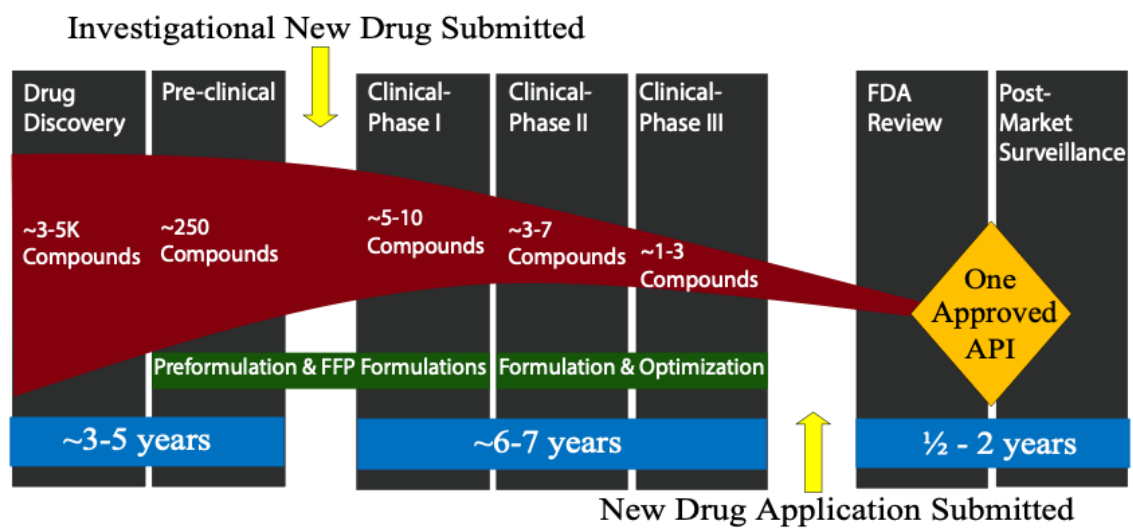 Investigational New Drug Submitted
Drug
Discovery
Pre-clinical
Clinical-
Phase I
Clinical-
Phase II
Clinical-
Phase III
FDA
Review
Post-
Market
Surveillance
~3-5K
Compounds
~250
Compounds
~5-10
Compounds
~3-7
Compounds
~1-3
Compounds
One
Approved
API
Preformulation & FFP Formulations
Formulation & Optimization
~3-5 years
~6-7 years
½ - 2 years
New Drug Application Submitted